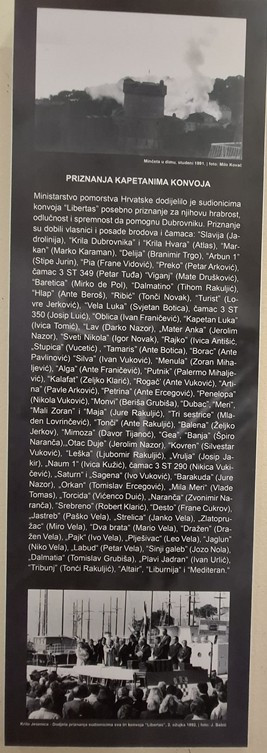 Minčeta u dimu, studeni 1991. | foto: Milo Kovač
PRIZNANJA KAPETANIMA KONVOJA
Ministarstvo pomorstva Hrvatske dodijelilo je sudionicima
konvoja "Libertas" posebno priznanje za njihovu hrabrost,
odlučnost i spremnost da pomognu Dubrovniku. Priznanje
su dobili vlasnici i posade brodova i čamaca: "Slavija (Ja-
drolinija), "Krila Dubrovnika" i "Krila Hvara" (Atlas), "Mar-
kan" (Marko Karaman), "Delija" (Branimir Trgo), "Arbun 1"
(Stipe Jurin), "Pia (Frane Vidović), "Preko" (Petar Arković),
čamac 3 ST 349 (Petar Tuđa) "Viganj" (Mate Drušković),
"Baretica" (Mirko de Pol), "Dalmatino" (Tihom Rakuljić),
"Hlap" (Ante Beroš), "Ribić" (Tonči Novak), "Turist" (Lo-
vre Jerković), "Vela Luka" (Svjetan Botica), čamac 3 ST
350 (Josip Luić), "Oblica (Ivan Franičević), "Kapetan Luka"
(Ivica Tomić), "Lav (Darko Nazor), "Mater Anka" (Jerolim
Nazor), "Sveti Nikola" (Igor Novak), "Rajko" (Ivica Antišić,
"Stupica" (Vucetić) , "Tamaris" (Ante Botica), "Borac" (Ante
Pavlinović) "Silva" (Ivan Vuković), "Menula" (Zoran Miha-
ljević), "Alga" (Ante Franičević), "Putnik" (Palermo Mihalje-
vić), "Kalafat" (Zeljko Klarić), "Rogač" (Ante Vuković), "Arti-
na" (Pavle Arković), "Petrina" (Ante Ercegović), "Penelopa"
(Nikola Vuković), "Monvi" (Beriša Grubiša), "Dubac", "Meri",
"Mali Zoran" i "Maja" (Jure Rakuljić), "Tri sestrice" (Mla-
den Lovrinčević), "Tonči" (Ante Rakuljić), "Balena" (Željko
Jerkov), "Mimoza" (Davor Tijanić), "Gea", "Banja" (Špiro
Naranča), „Otac Duje" (Jerolim Nazor), "Kovren" (Silvestar
Vuković), "Leška" (Ljubomir Rakuljić), „Vrulja" (Josip Ja-
kir), „Naum 1" (Ivica Kužić), čamac 3 ST 290 (Nikica Vuki-
čević), „Saturn" i „Sagena" (Ivo Vuković), "Barakuda" (Jure
Nazor), "Orkan" (Tomislav Ercegović), „Mila Meri" (Vlade
Tomas), „Torcida" (Vićenco Duić), „Naranča" (Zvonimir Na-
ranča), "Srebreno" (Robert Klarić), "Desto" (Frane Cukrov),
„Jastreb" (Paško Vela), „Strelica" (Janko Vela), „Zlatopru-
žac" (Miro Vela), "Dva brata" (Mario Vela), "Dražen" (Dra-
žen Vela), „Pajk" (Ivo Vela), „Plješivac" (Leo Vela), "Jaglun"
(Niko Vela), „Labud" (Petar Vela), "Sinji galeb" (Jozo Nola),
„Dalmatia" (Tomislav Grubiša), "Plavi Jadran" (Ivan Urlić),
"Tribunj" (Tonći Rakuljić), "Altair", "Liburnija" i "Mediteran."